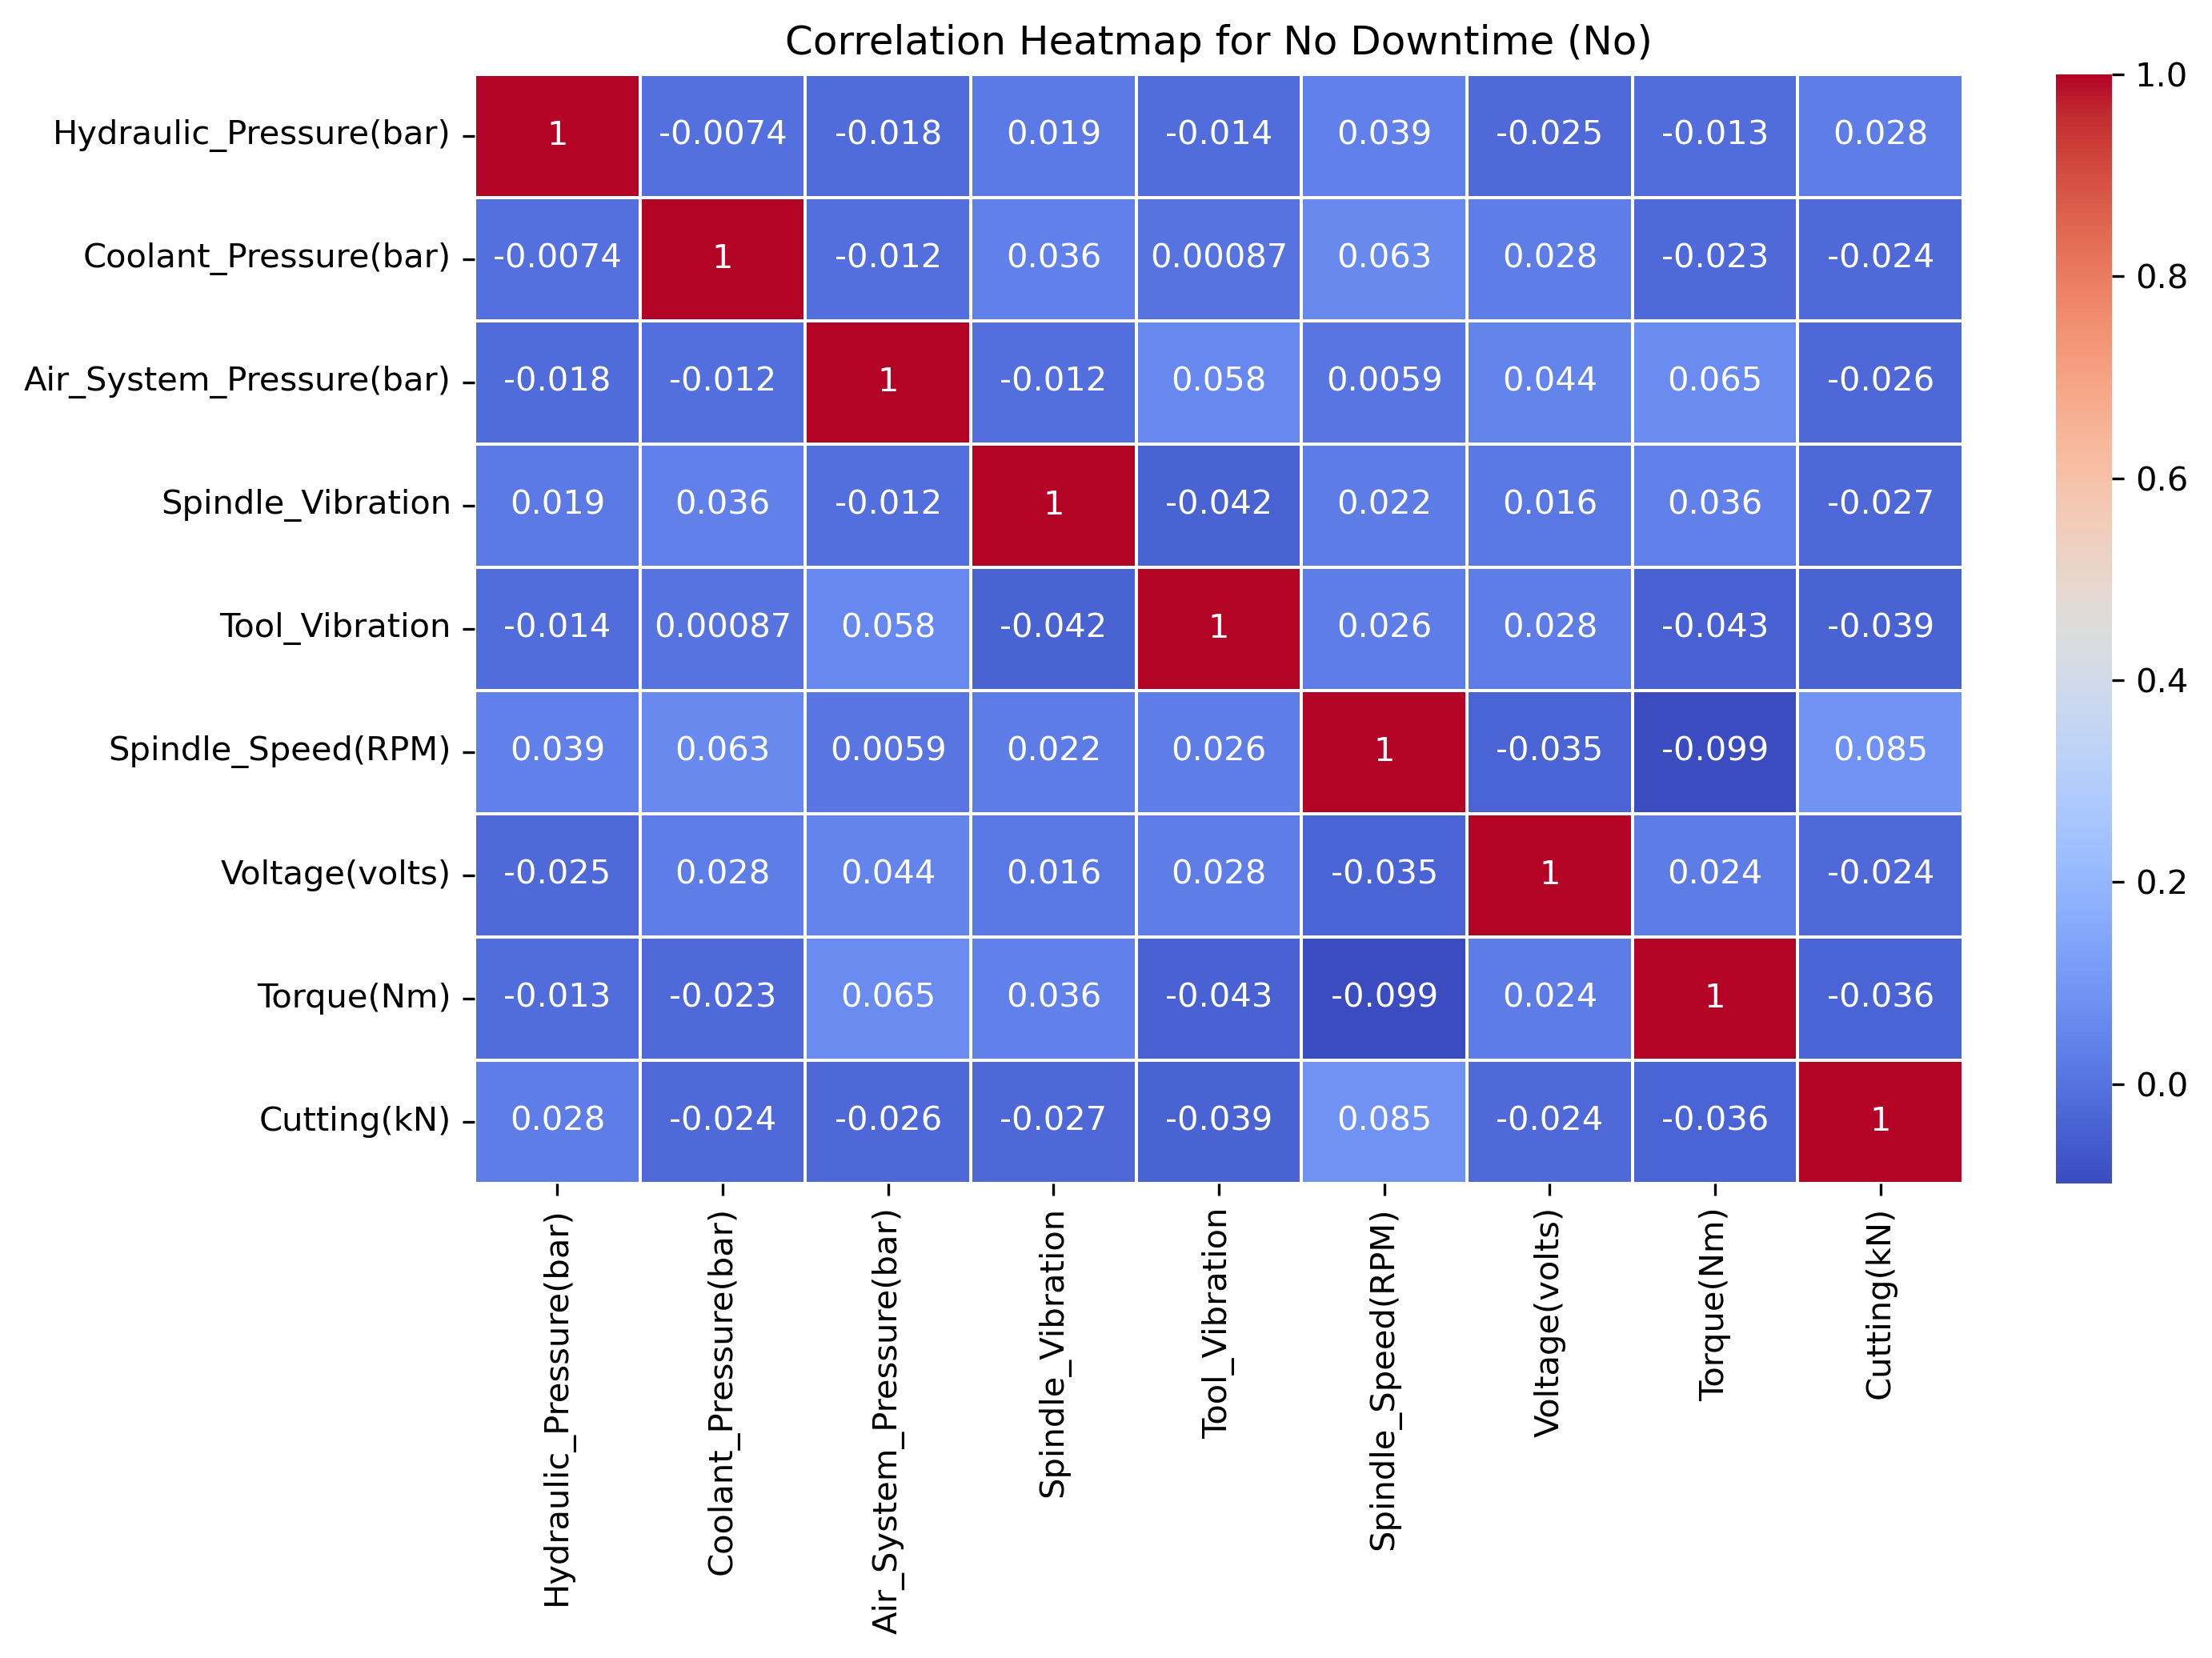 Correlation Heatmap for No Downtime (No)
Hydraulic_Pressure(bar) 1 -0.0074 -0.018 0.019 -0.014 0.039 -0.025 -0.013 0.028
Coolant_Pressure(bar) -0.0074 1 -0.012 0.036 0.00087 0.063 0.028 -0.023 -0.024
Air_System_Pressure(bar) -0.018 -0.012 1 -0.012 0.058 0.0059 0.044 0.065 -0.026
Spindle_Vibration 0.019 0.036 -0.012 1 -0.042 0.022 0.016 0.036 -0.027
Tool_Vibration -0.014 0.00087 0.058 -0.042 1 0.026 0.028 -0.043 -0.039
Spindle_Speed(RPM) 0.039 0.063 0.0059 0.022 0.026 1 -0.035 -0.099 0.085
Voltage(volts) -0.025 0.028 0.044 0.016 0.028 -0.035 1 0.024 -0.024
Torque(Nm) -0.013 -0.023 0.065 0.036 -0.043 -0.099 0.024 1 -0.036
Cutting(kN) 0.028 -0.024 -0.026 -0.027 -0.039 0.085 -0.024 -0.036 1
Hydraulic_Pressure(bar)
Coolant_Pressure(bar)
Air_System_Pressure(bar)
Spindle_Vibration
Tool_Vibration
Spindle_Speed(RPM)
Voltage(volts)
Torque(Nm)
Cutting(kN)
1.0
0.8
0.6
0.4
0.2
0.0